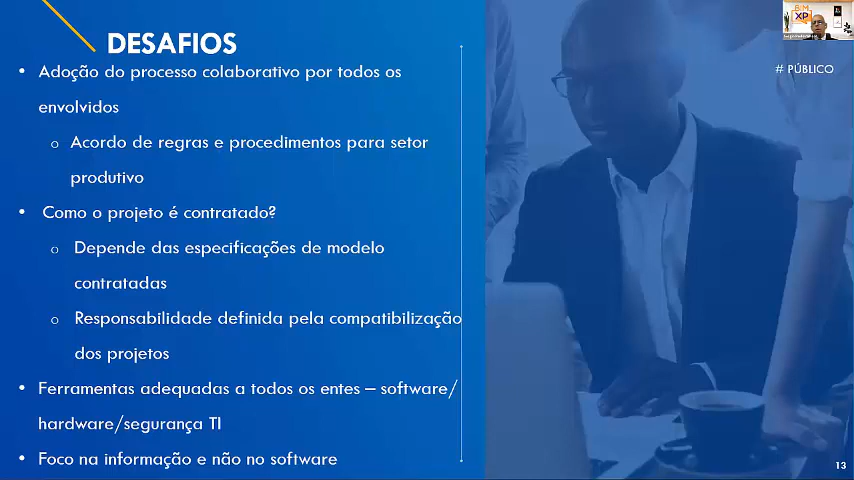 BIM
XP
DESAFIOS
# PÚBLICO
• Adoção do processo colaborativo por todos os
envolvidos
o Acordo de regras e procedimentos para setor
produtivo
• Como o projeto é contratado?
o Depende das especificações de modelo
contratadas
o Responsabilidade definida pela compatibilização
dos projetos
• Ferramentas adequadas a todos os entes – software/
hardware/segurança TI
• Foco na informação e não no software
13